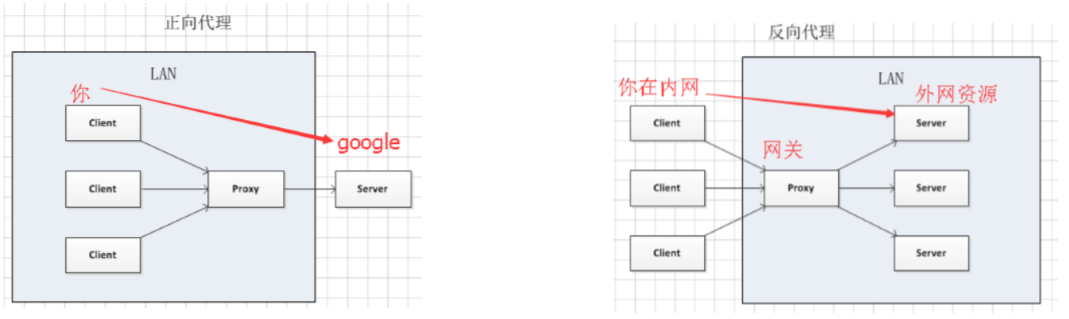 正向代理
LAN
你
Client
google
Client
Proxy
Server
Client
反向代理
LAN
你在内网
外网资源
Client
Server
网关
Client
Proxy
Server
Client
Server